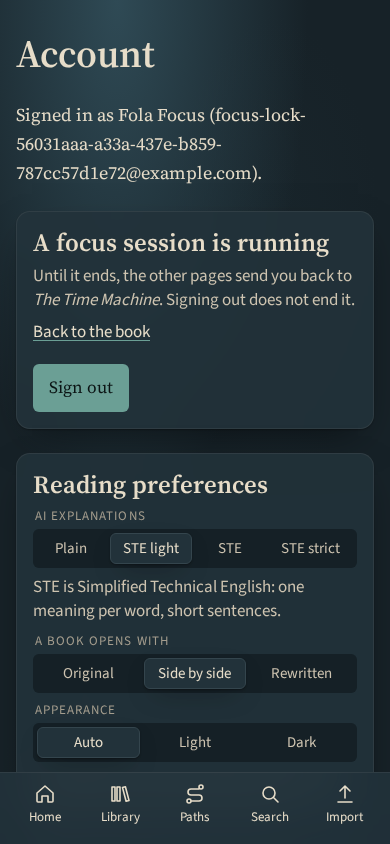 Account
Signed in as Fola Focus (focus-lock-
56031aaa-a33a-437e-b859-
787cc57d1e72@example.com).
A focus session is running
Until it ends, the other pages send you back to
The Time Machine. Signing out does not end it.
Back to the book
Sign out
Reading preferences
AI EXPLANATIONS
Plain STE light STE STE strict
STE is Simplified Technical English: one
meaning per word, short sentences.
A BOOK OPENS WITH
Original Side by side Rewritten
APPEARANCE
Auto Light Dark
Home Library Paths Search Import